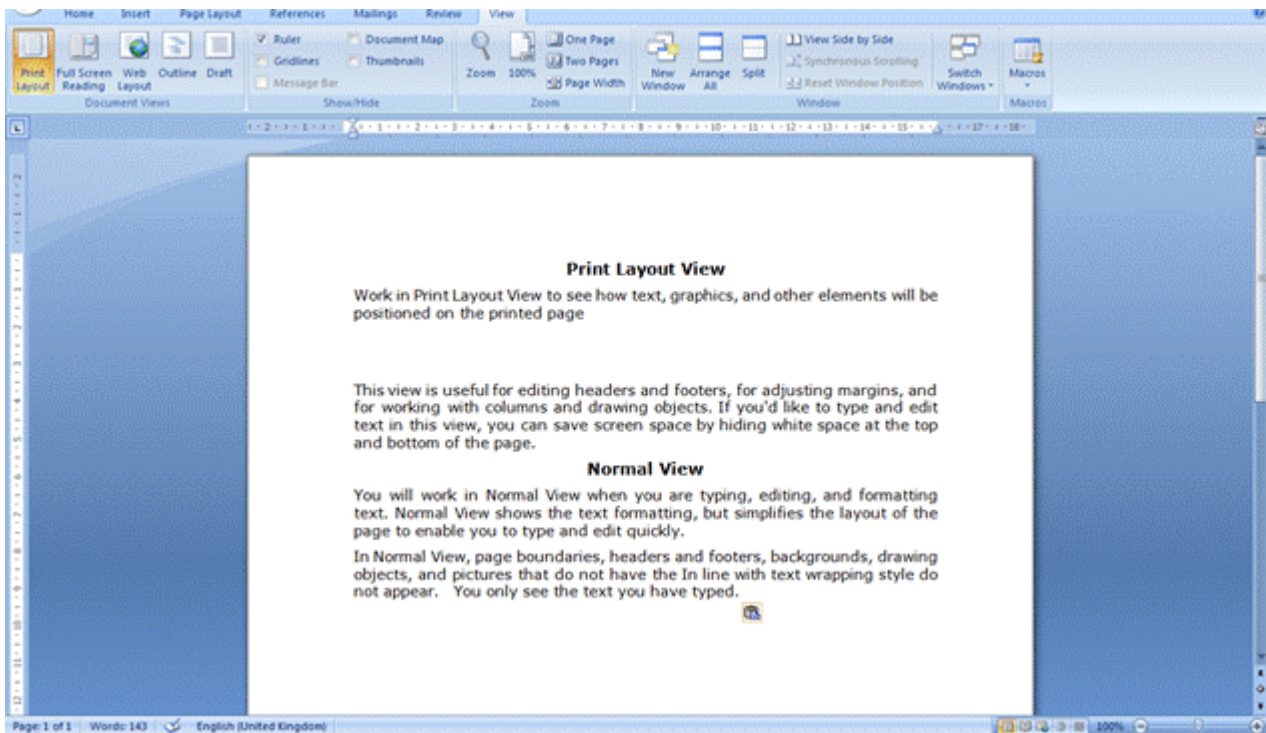 Home Insert Page Layout References Mailings Review View
Ruler Document Map One Page View Side by Side
Gridlines Thumbnails Two Pages Synchronous Scrolling
Print Layout Full Screen Reading Web Layout Outline Draft Message Bar Zoom 100% Page Width New Window Arrange All Split Reset Window Position Switch Windows Macros
Document Views Show/Hide Zoom Window Macros
Print Layout View
Work in Print Layout View to see how text, graphics, and other elements will be
positioned on the printed page
This view is useful for editing headers and footers, for adjusting margins, and
for working with columns and drawing objects. If you'd like to type and edit
text in this view, you can save screen space by hiding white space at the top
and bottom of the page.
Normal View
You will work in Normal View when you are typing, editing, and formatting
text. Normal View shows the text formatting, but simplifies the layout of the
page to enable you to type and edit quickly.
In Normal View, page boundaries, headers and footers, backgrounds, drawing
objects, and pictures that do not have the In line with text wrapping style do
not appear. You only see the text you have typed.
Page: 1 of 1 Words: 143 English (United Kingdom) 100%